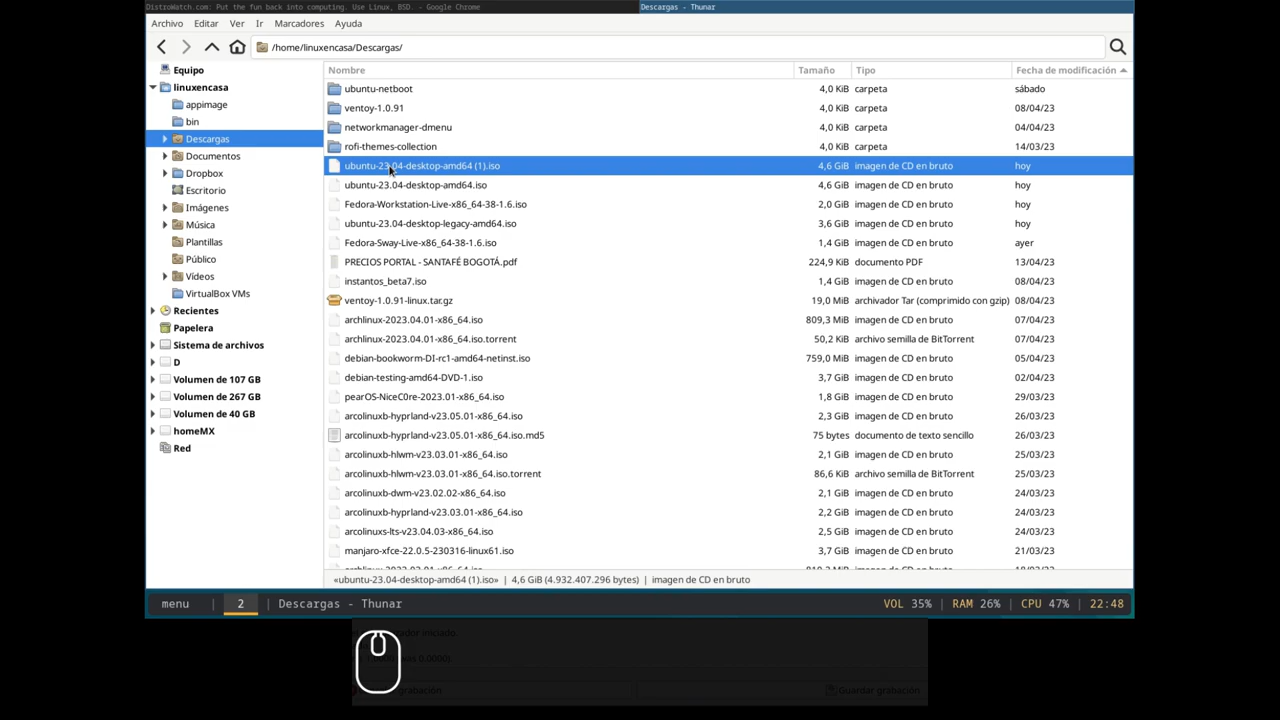 DistroWatch.com: Put the fun back into computing. Use Linux, BSD. - Google Chrome
Descargas - Thunar
Archivo Editar Ver Ir Marcadores Ayuda
/home/linuxencasa/Descargas/
Equipo
linuxencasa
appimage
bin
Descargas
Documentos
Dropbox
Escritorio
Imágenes
Música
Plantillas
Público
Vídeos
VirtualBox VMs
Recientes
Papelera
Sistema de archivos
D
Volumen de 107 GB
Volumen de 267 GB
Volumen de 40 GB
homeMX
Red
Nombre Tamaño Tipo Fecha de modificación
ubuntu-netboot 4,0 KiB carpeta sábado
ventoy-1.0.91 4,0 KiB carpeta 08/04/23
networkmanager-dmenu 4,0 KiB carpeta 04/04/23
rofi-themes-collection 4,0 KiB carpeta 14/03/23
ubuntu-23.04-desktop-amd64 (1).iso 4,6 GiB imagen de CD en bruto hoy
ubuntu-23.04-desktop-amd64.iso 4,6 GiB imagen de CD en bruto hoy
Fedora-Workstation-Live-x86_64-38-1.6.iso 2,0 GiB imagen de CD en bruto hoy
ubuntu-23.04-desktop-legacy-amd64.iso 3,6 GiB imagen de CD en bruto hoy
Fedora-Sway-Live-x86_64-38-1.6.iso 1,4 GiB imagen de CD en bruto ayer
PRECIOS PORTAL - SANTAFÉ BOGOTÁ.pdf 224,9 KiB documento PDF 13/04/23
instantos_beta7.iso 1,4 GiB imagen de CD en bruto 08/04/23
ventoy-1.0.91-linux.tar.gz 19,0 MiB archivador Tar (comprimido con gzip) 08/04/23
archlinux-2023.04.01-x86_64.iso 809,3 MiB imagen de CD en bruto 07/04/23
archlinux-2023.04.01-x86_64.iso.torrent 50,2 KiB archivo semilla de BitTorrent 07/04/23
debian-bookworm-DI-rc1-amd64-netinst.iso 759,0 MiB imagen de CD en bruto 05/04/23
debian-testing-amd64-DVD-1.iso 3,7 GiB imagen de CD en bruto 02/04/23
pearOS-NiceC0re-2023.01-x86_64.iso 1,8 GiB imagen de CD en bruto 29/03/23
arcolinuxb-hyprland-v23.05.01-x86_64.iso 2,3 GiB imagen de CD en bruto 26/03/23
arcolinuxb-hyprland-v23.05.01-x86_64.iso.md5 75 bytes documento de texto sencillo 26/03/23
arcolinuxb-hlwm-v23.03.01-x86_64.iso 2,1 GiB imagen de CD en bruto 25/03/23
arcolinuxb-hlwm-v23.03.01-x86_64.iso.torrent 86,6 KiB archivo semilla de BitTorrent 25/03/23
arcolinuxb-dwm-v23.02.02-x86_64.iso 2,1 GiB imagen de CD en bruto 24/03/23
arcolinuxb-hyprland-v23.03.01-x86_64.iso 2,2 GiB imagen de CD en bruto 24/03/23
arcolinuxs-lts-v23.04.03-x86_64.iso 2,5 GiB imagen de CD en bruto 24/03/23
manjaro-xfce-22.0.5-230316-linux61.iso 3,7 GiB imagen de CD en bruto 21/03/23
«ubuntu-23.04-desktop-amd64 (1).iso» | 4,6 GiB (4.932.407.296 bytes) | imagen de CD en bruto
menu | 2 | Descargas - Thunar VOL 35% | RAM 26% | CPU 47% | 22:48
iniciado.
0.0000)
grabación Guardar grabación